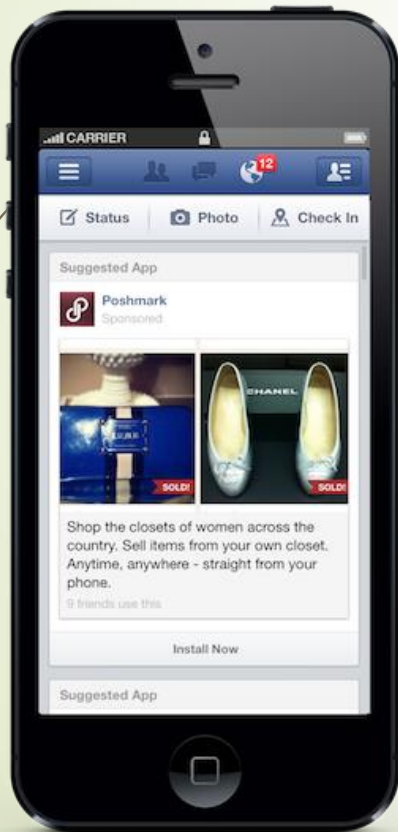 CARRIER
12
Status Photo Check In
Suggested App
Poshmark
Sponsored
CHANEL
SOLD!
SOLD!
Shop the closets of women across the
country. Sell items from your own closet.
Anytime, anywhere - straight from your
phone.
9 friends use this
Install Now
Suggested App